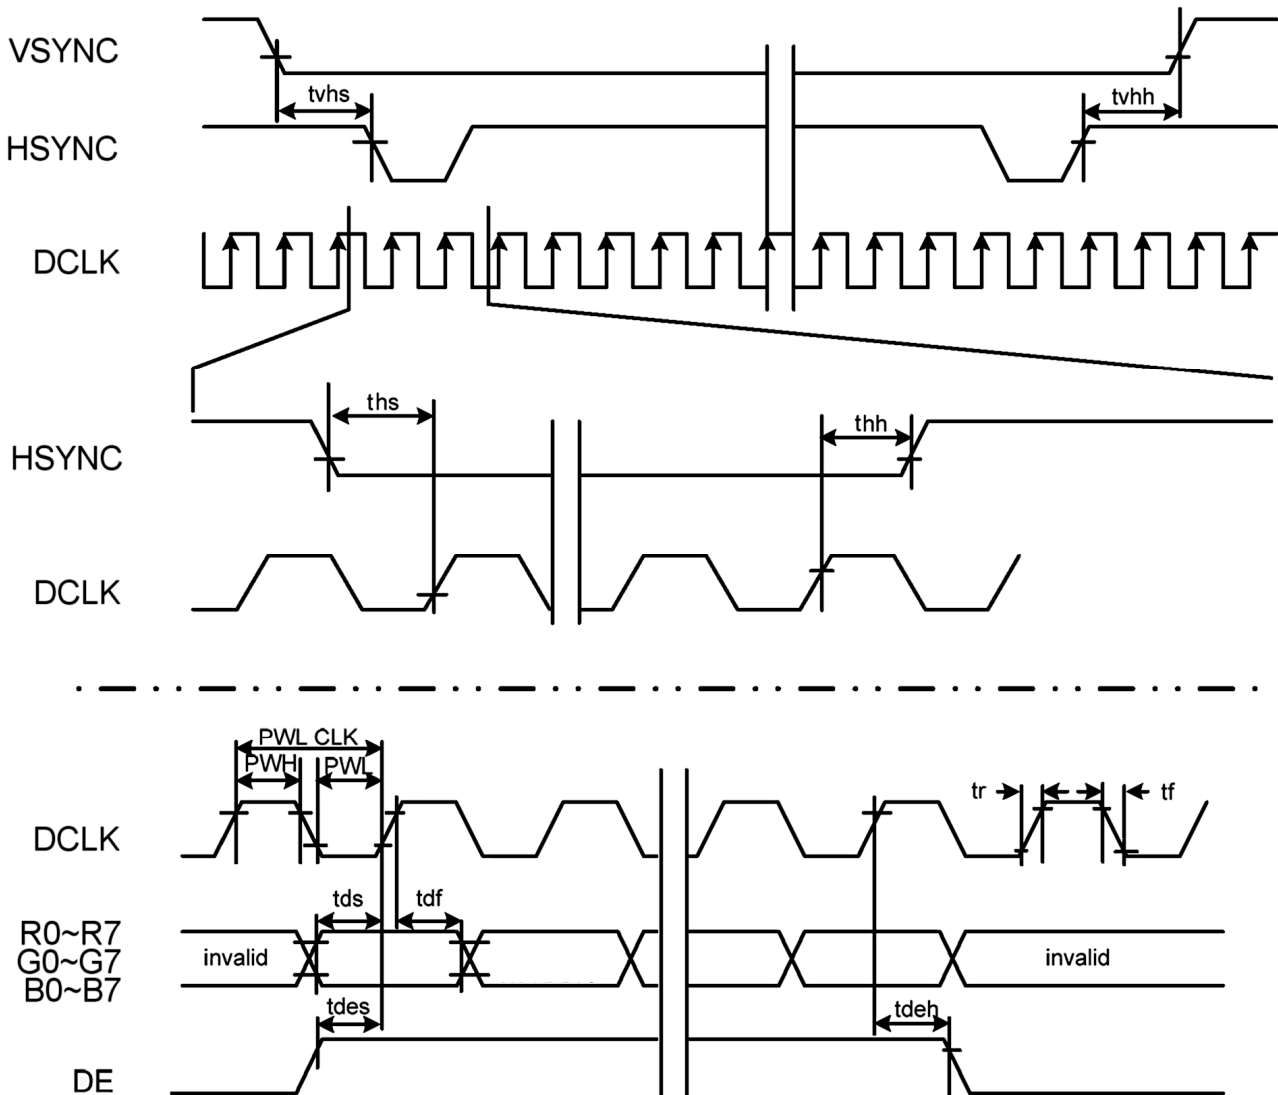 VSYNC
tvhs
tvhh
HSYNC
DCLK
ths
thh
HSYNC
DCLK
PWL CLK
PWH
PWL
tr
tf
DCLK
tds
tdf
R0~R7
G0~G7
B0~B7
invalid
invalid
tdes
tdeh
DE